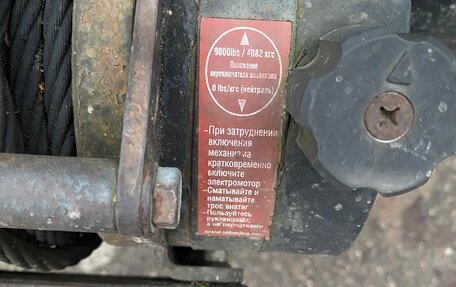 9000lbs / 4082 кгс
Положение
переключателя механизма
0 lbs/кгс (нейтраль)
–При затруднении
включения
механизма
кратковременно
включите
электромотор
–Сматывайте и
наматывайте
трос внатяг
–Пользуйтесь
рукавицами,
а не перчатками